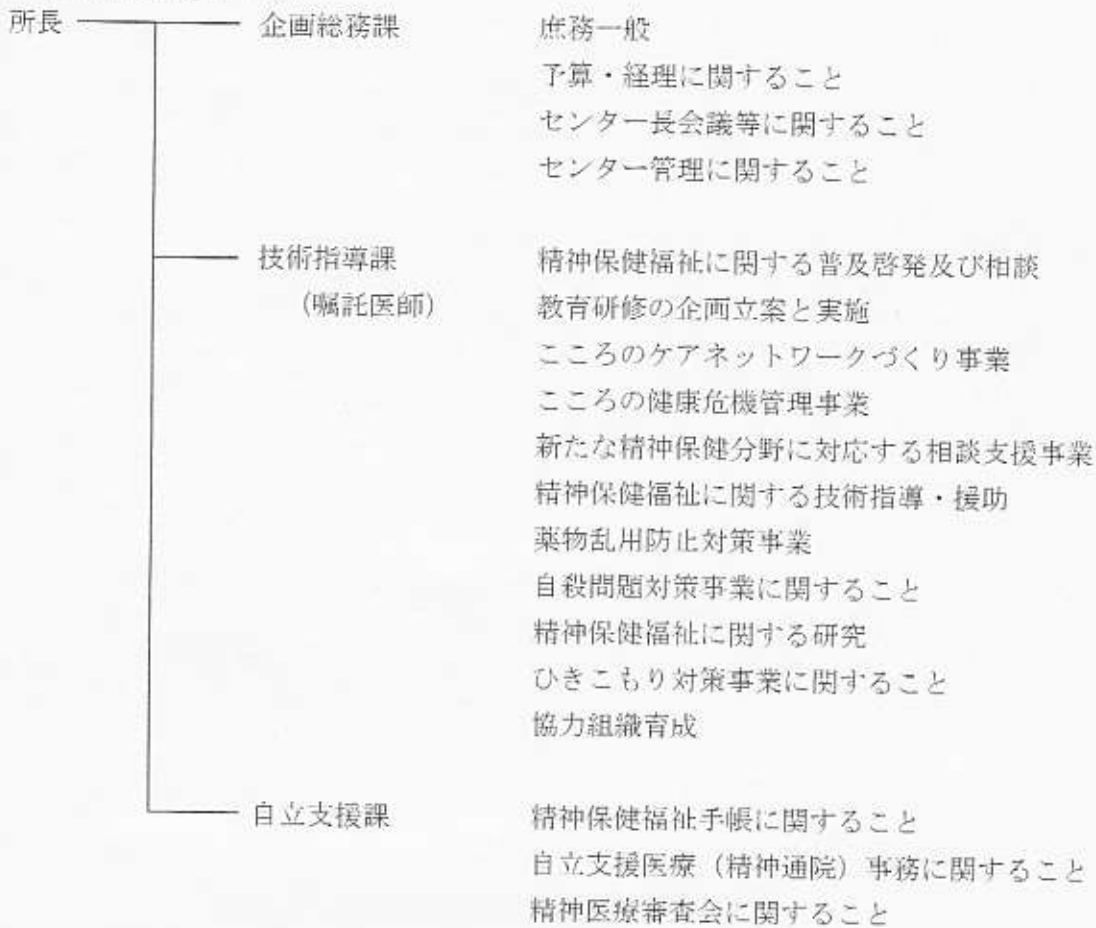 所長 企画総務課 庶務一般
予算・経理に関すること
センター長会議等に関すること
センター管理に関すること
技術指導課 精神保健福祉に関する普及啓発及び相談
（嘱託医師） 教育研修の企画立案と実施
こころのケアネットワークづくり事業
こころの健康危機管理事業
新たな精神保健分野に対応する相談支援事業
精神保健福祉に関する技術指導・援助
薬物乱用防止対策事業
自殺問題対策事業に関すること
精神保健福祉に関する研究
ひきこもり対策事業に関すること
協力組織育成
自立支援課 精神保健福祉手帳に関すること
自立支援医療（精神通院）事務に関すること
精神医療審査会に関すること